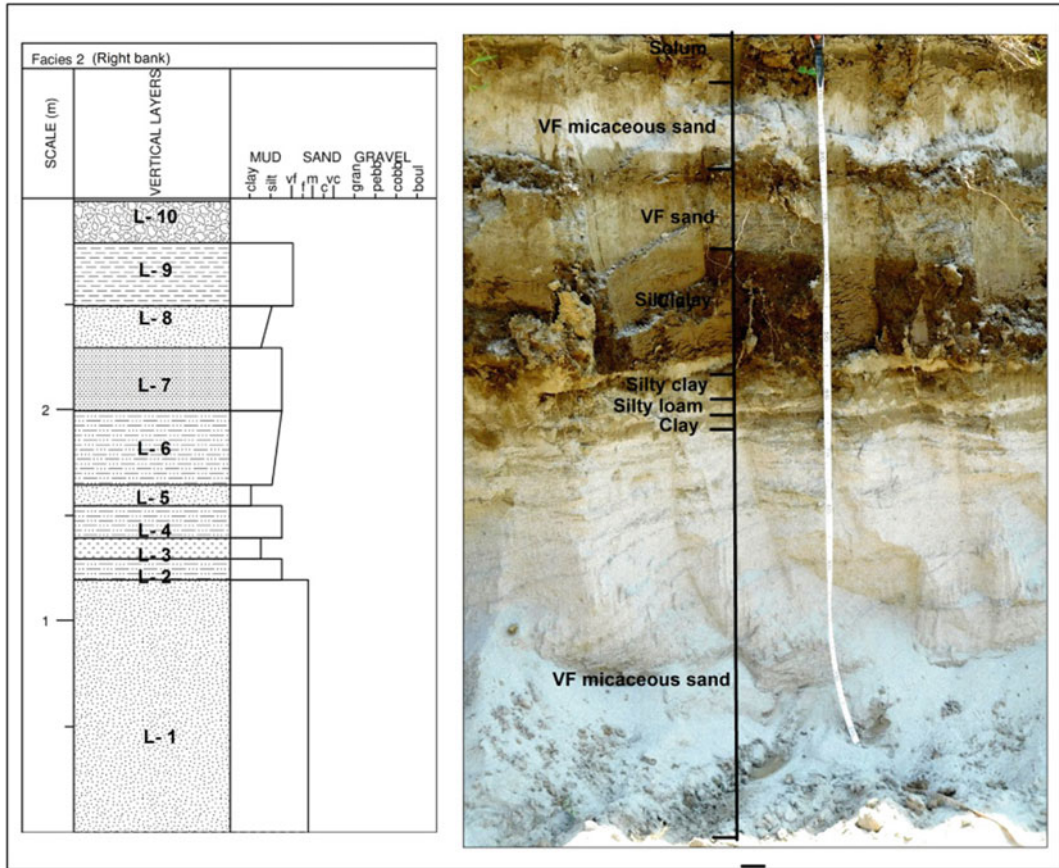 Facies 2 (Right bank)
SCALE (m)
VERTICAL LAYERS
MUD SAND GRAVEL
clay
silt
vf
f
m
c
vc
gran
pebb
cobb
boul
L- 10
L- 9
L- 8
L- 7
2
L- 6
L- 5
L- 4
L- 3
L- 2
1
L- 1
Solum
VF micaceous sand
VF sand
Silty clay
Silty loam
Clay
VF micaceous sand